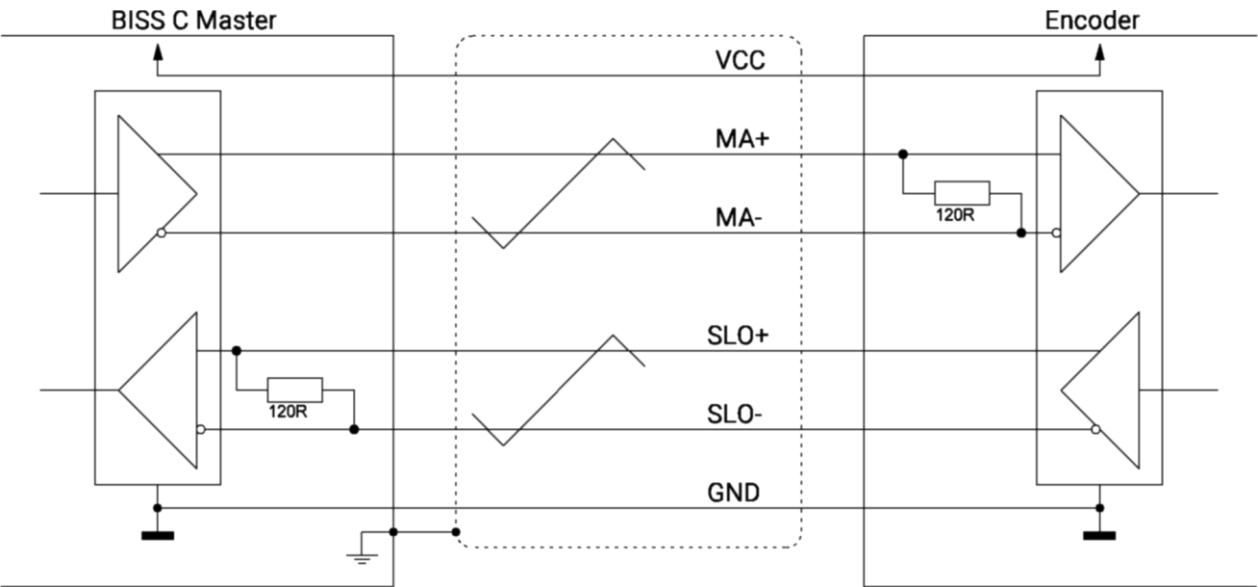 BISS C Master
Encoder
VCC
MA+
120R
MA-
SLO+
120R
SLO-
GND